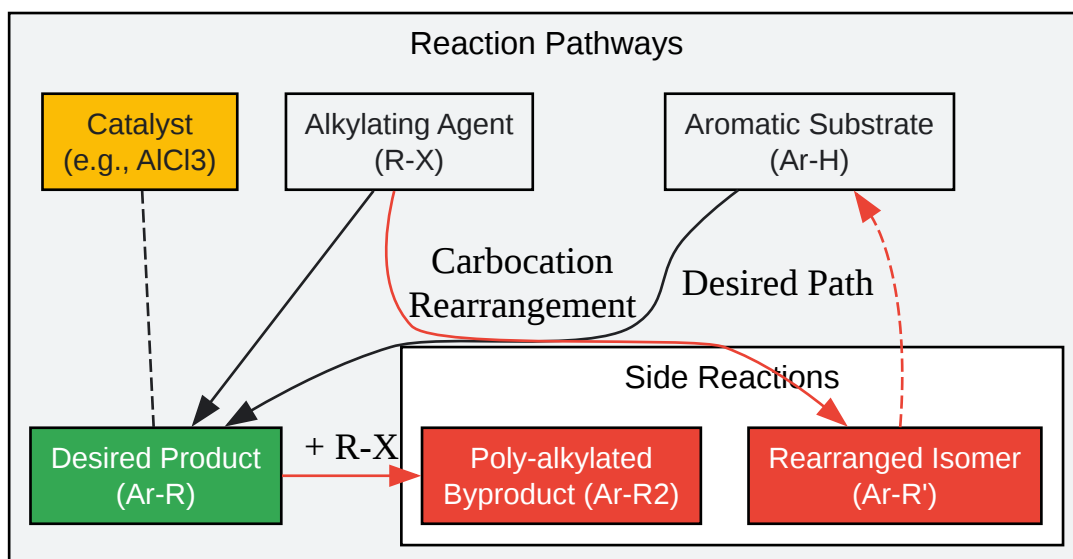 Reaction Pathways
Catalyst
(e.g., AlCl3)
Alkylating Agent
(R-X)
Aromatic Substrate
(Ar-H)
Carbocation
Rearrangement
Desired Path
Side Reactions
Desired Product
(Ar-R)
+ R-X
Poly-alkylated
Byproduct (Ar-R2)
Rearranged Isomer
(Ar-R')